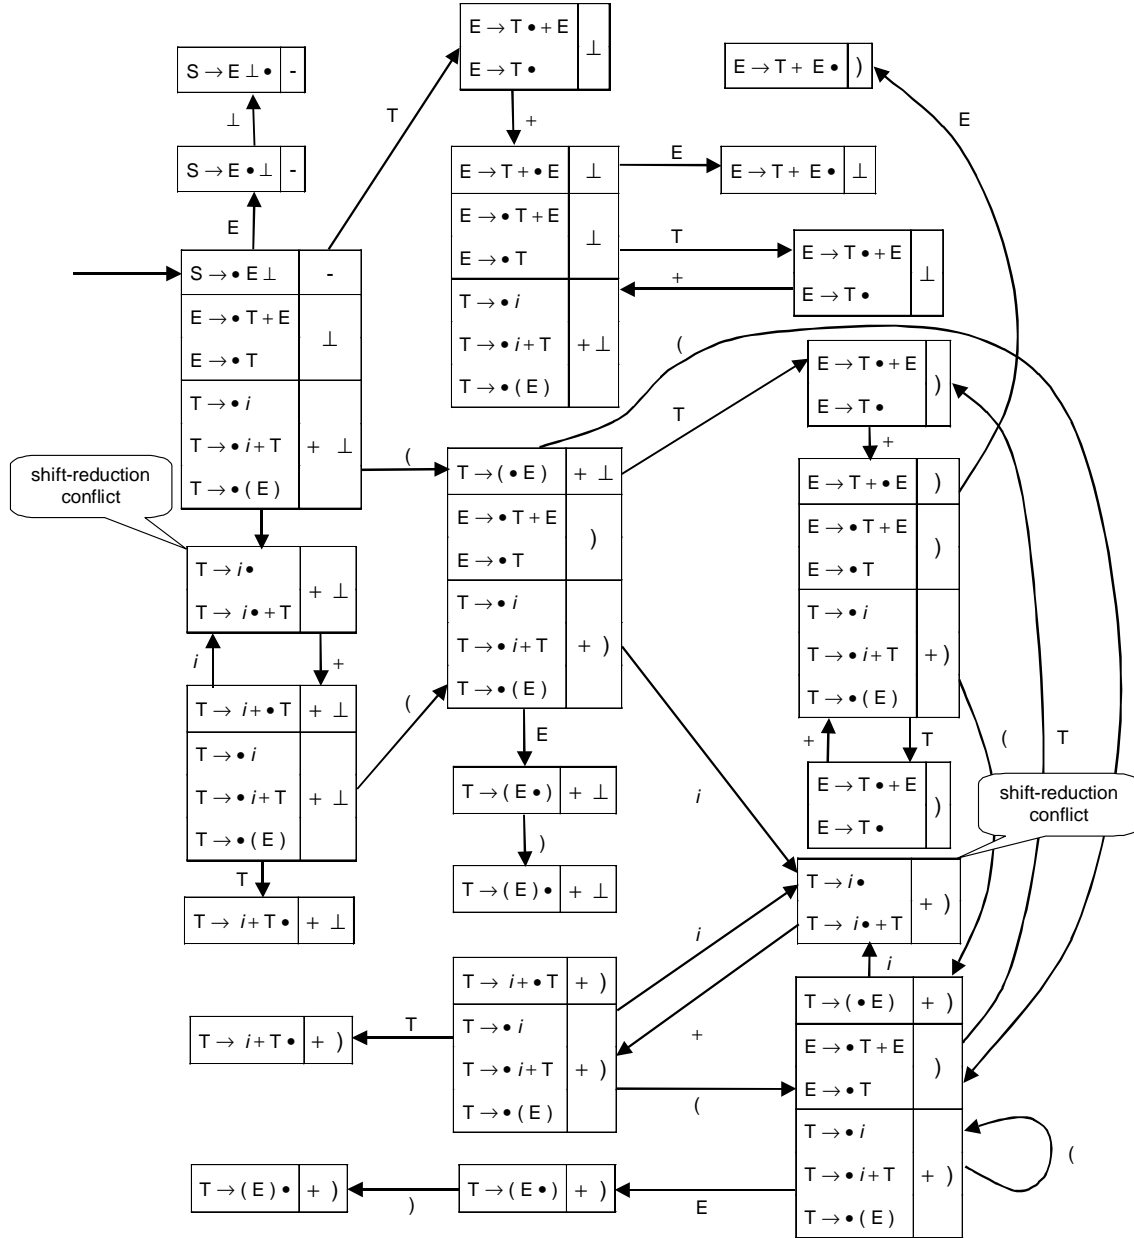 S → E ⊥ • -
⊥
S → E • ⊥ -
E
T
E → T • + E
E → T •
⊥
+
E → T + • E ⊥
E → • T + E
E → • T
⊥
T → • i
T → • i + T
T → • ( E )
+ ⊥
E
E → T + E • ⊥
T
+
E → T • + E
E → T •
⊥
E → T + E • )
E
S → • E ⊥ -
E → • T + E
E → • T
⊥
T → • i
T → • i + T
T → • ( E )
+ ⊥
shift-reduction
conflict
T → i •
T → i • + T
+ ⊥
i
+
T → i + • T + ⊥
T → • i
T → • i + T
T → • ( E )
+ ⊥
T
T → i + T • + ⊥
(
(
T → ( • E ) + ⊥
E → • T + E
E → • T
)
T → • i
T → • i + T
T → • ( E )
+ )
E
T → ( E • ) + ⊥
)
T → ( E ) • + ⊥
(
T
E → T • + E
E → T •
)
+
E → T + • E )
E → • T + E
E → • T
)
T → • i
T → • i + T
T → • ( E )
+ )
+
T
(
T
E → T • + E
E → T •
)
shift-reduction
conflict
i
T → i •
T → i • + T
+ )
i
+
i
T → i + • T + )
T → • i
T → • i + T
T → • ( E )
+ )
T
T → i + T • + )
(
T → ( • E ) + )
E → • T + E
E → • T
)
T → • i
T → • i + T
T → • ( E )
+ )
(
E
T → ( E • ) + )
)
T → ( E ) • + )